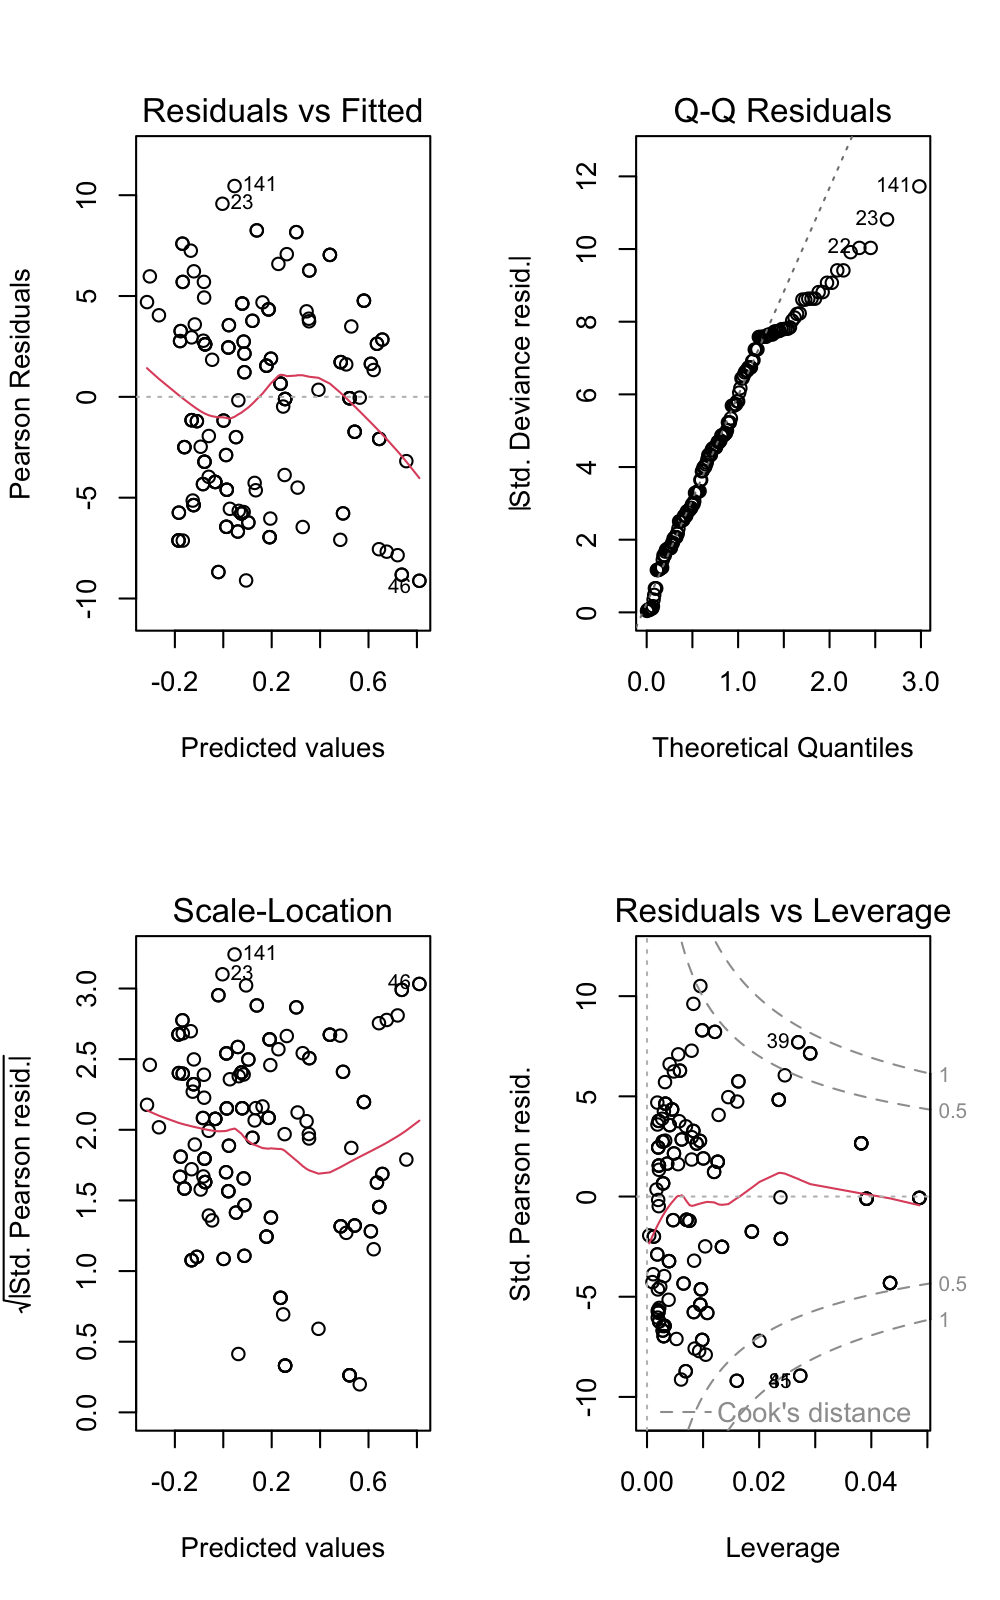 Residuals vs Fitted
Pearson Residuals
10
5
0
-5
-10
141
23
46
-0.2 0.2 0.6
Predicted values
Q-Q Residuals
|Std. Deviance resid.|
12
10
8
6
4
2
0
141
23
22
0.0 1.0 2.0 3.0
Theoretical Quantiles
Scale-Location
√|Std. Pearson resid.|
3.0
2.5
2.0
1.5
1.0
0.5
0.0
141
23
46
-0.2 0.2 0.6
Predicted values
Residuals vs Leverage
Std. Pearson resid.
10
5
0
-5
-10
39
1
0.5
0.5
1
Cook's distance
0.00 0.02 0.04
Leverage